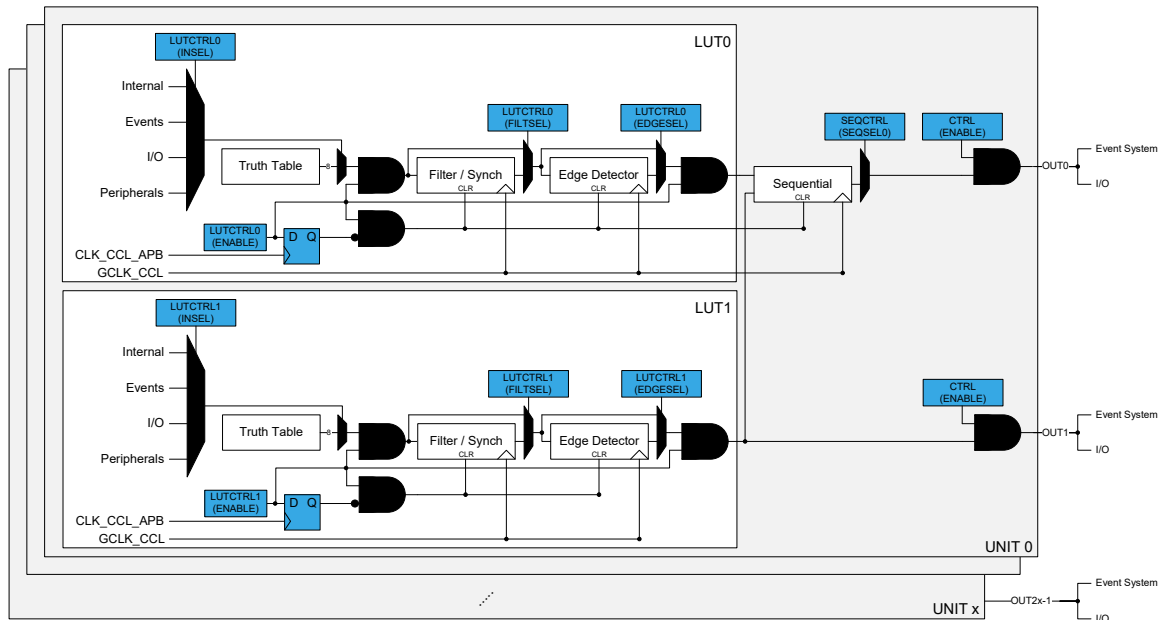 LUTCTRL0
(INSEL)
LUT0
Internal
Events
I/O
Peripherals
Truth Table
8
LUTCTRL0
(FILTSEL)
LUTCTRL0
(EDGESEL)
Filter / Synch
CLR
Edge Detector
CLR
SEQCTRL
(SEQSEL0)
CTRL
(ENABLE)
Sequential
CLR
OUT0
Event System
I/O
LUTCTRL0
(ENABLE)
D Q
CLK_CCL_APB
GCLK_CCL
LUTCTRL1
(INSEL)
LUT1
Internal
Events
I/O
Peripherals
Truth Table
8
LUTCTRL1
(FILTSEL)
LUTCTRL1
(EDGESEL)
Filter / Synch
CLR
Edge Detector
CLR
CTRL
(ENABLE)
OUT1
Event System
I/O
LUTCTRL1
(ENABLE)
D Q
CLK_CCL_APB
GCLK_CCL
UNIT 0
UNIT x
OUT2x-1
Event System
I/O